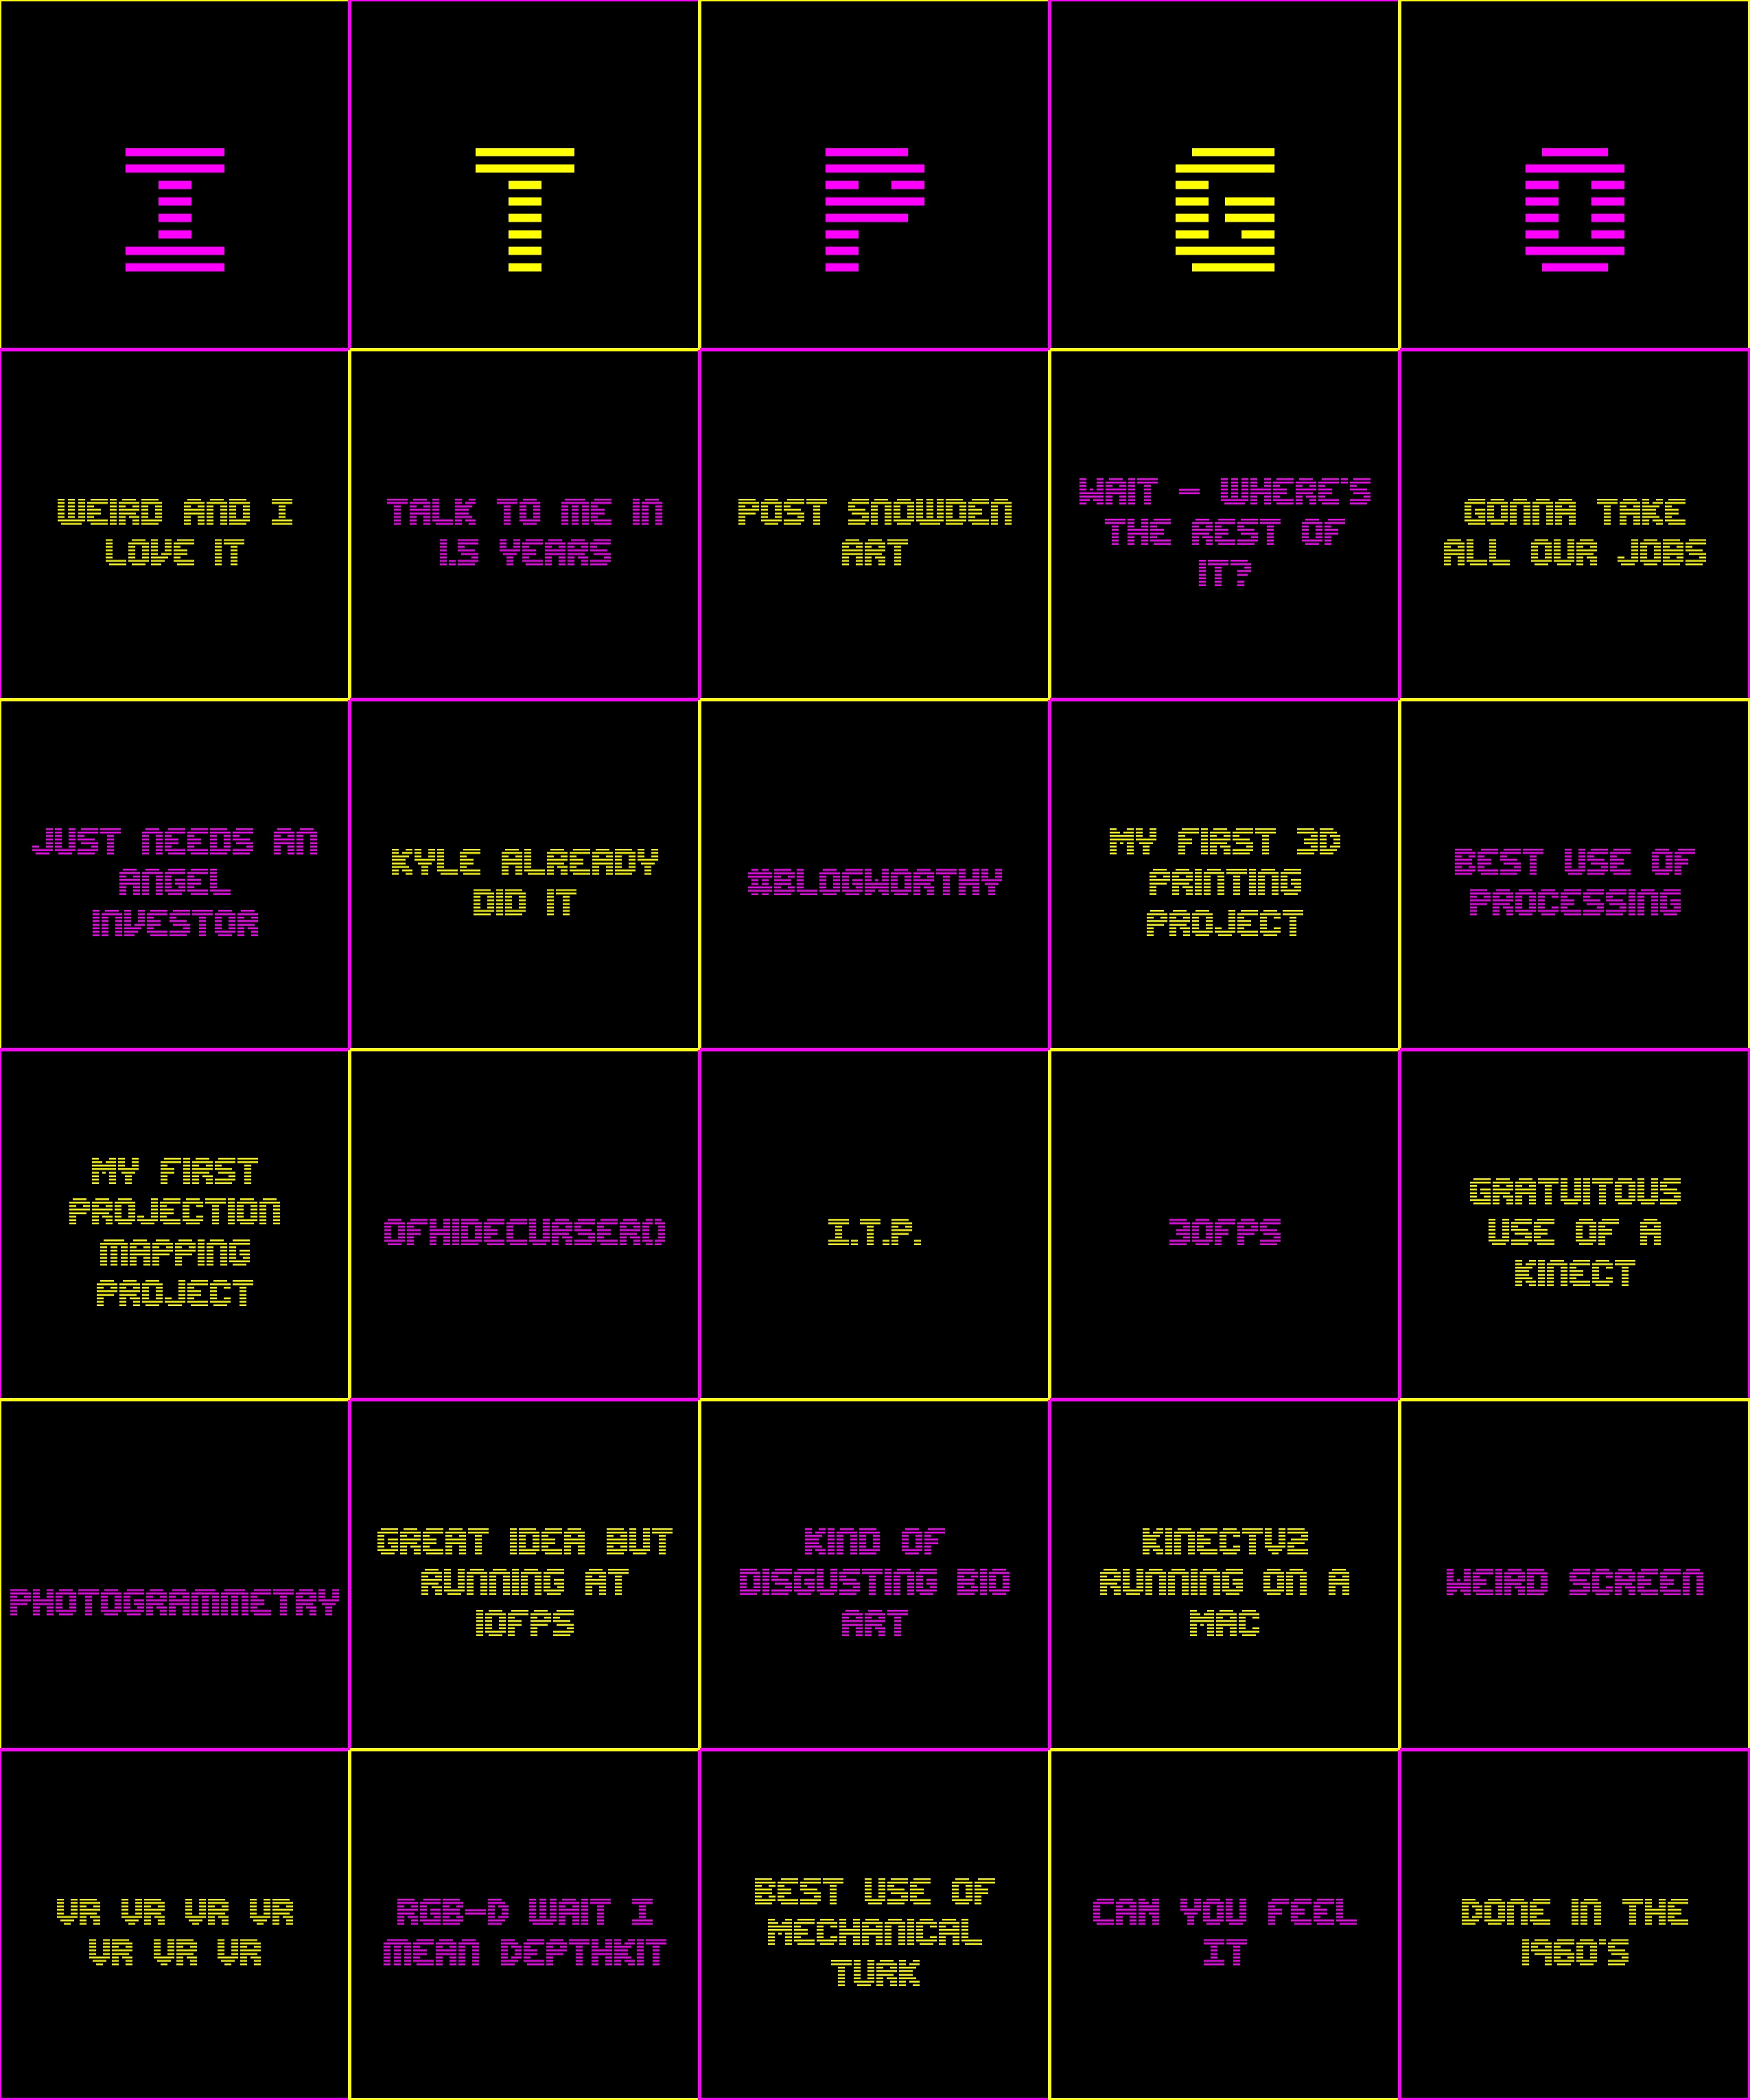 I
T
P
G
O
WEIRD AND I
LOVE IT
TALK TO ME IN
1.5 YEARS
POST SNOWDEN
ART
WAIT - WHERE'S
THE REST OF
IT?
GONNA TAKE
ALL OUR JOBS
JUST NEEDS AN
ANGEL
INVESTOR
KYLE ALREADY
DID IT
#BLOGWORTHY
MY FIRST 3D
PRINTING
PROJECT
BEST USE OF
PROCESSING
MY FIRST
PROJECTION
MAPPING
PROJECT
OFHIDECURSERO
I.T.P.
30FPS
GRATUITOUS
USE OF A
KINECT
PHOTOGRAMMETRY
GREAT IDEA BUT
RUNNING AT
10FPS
KIND OF
DISGUSTING BIO
ART
KINECTV2
RUNNING ON A
MAC
WEIRD SCREEN
VR VR VR VR
VR VR VR
RGB-D WAIT I
MEAN DEPTHKIT
BEST USE OF
MECHANICAL
TURK
CAN YOU FEEL
IT
DONE IN THE
1960'S